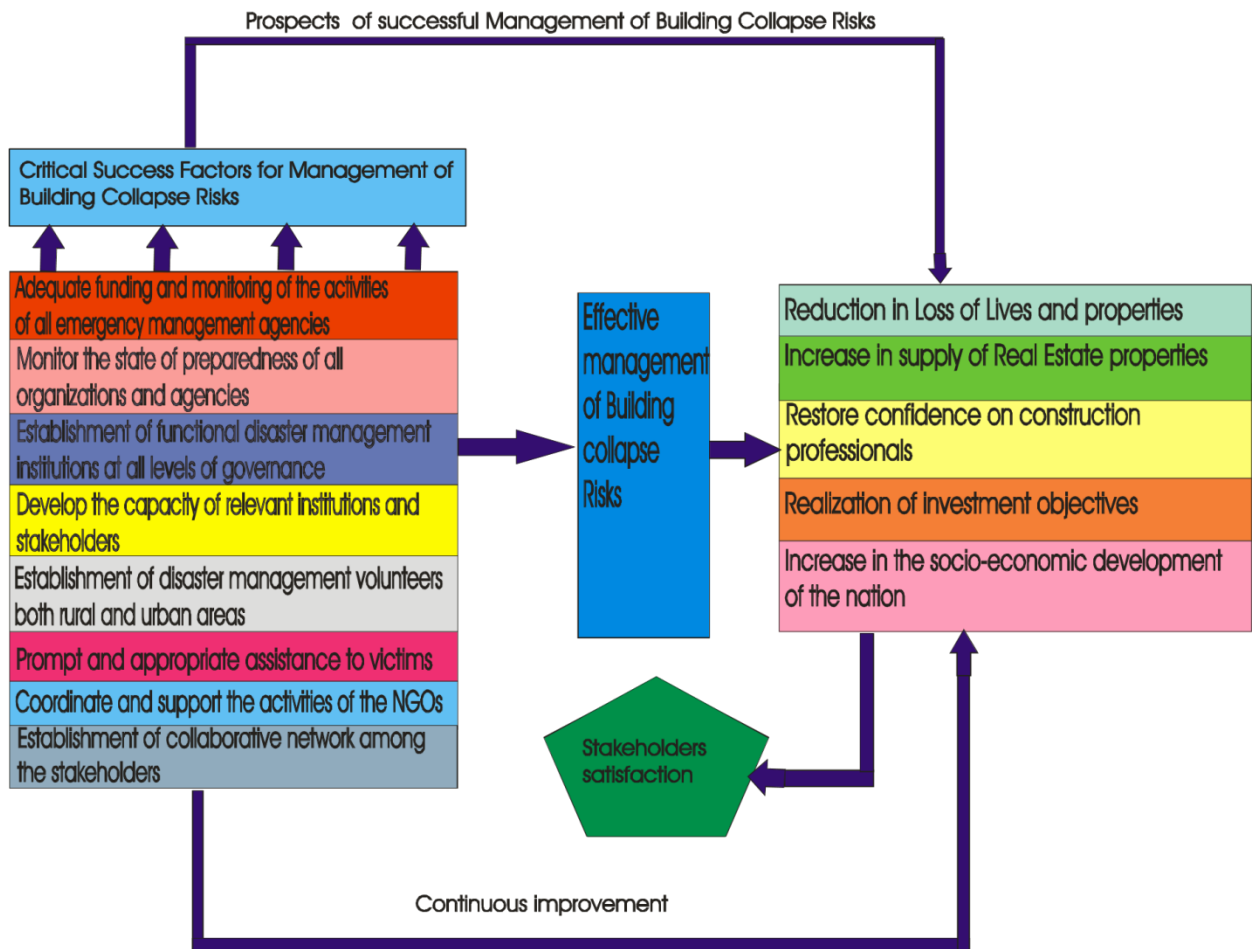 Prospects of successful Management of Building Collapse Risks
Critical Success Factors for Management of
Building Collapse Risks
Adequate funding and monitoring of the activities
of all emergency management agencies
Monitor the state of preparedness of all
organizations and agencies
Establishment of functional disaster management
institutions at all levels of governance
Develop the capacity of relevant institutions and
stakeholders
Establishment of disaster management volunteers
both rural and urban areas
Prompt and appropriate assistance to victims
Coordinate and support the activities of the NGOs
Establishment of collaborative network among
the stakeholders
Effective
management
of Building
collapse
Risks
Reduction in Loss of Lives and properties
Increase in supply of Real Estate properties
Restore confidence on construction
professionals
Realization of investment objectives
Increase in the socio-economic development
of the nation
Stakeholders
satisfaction
Continuous improvement